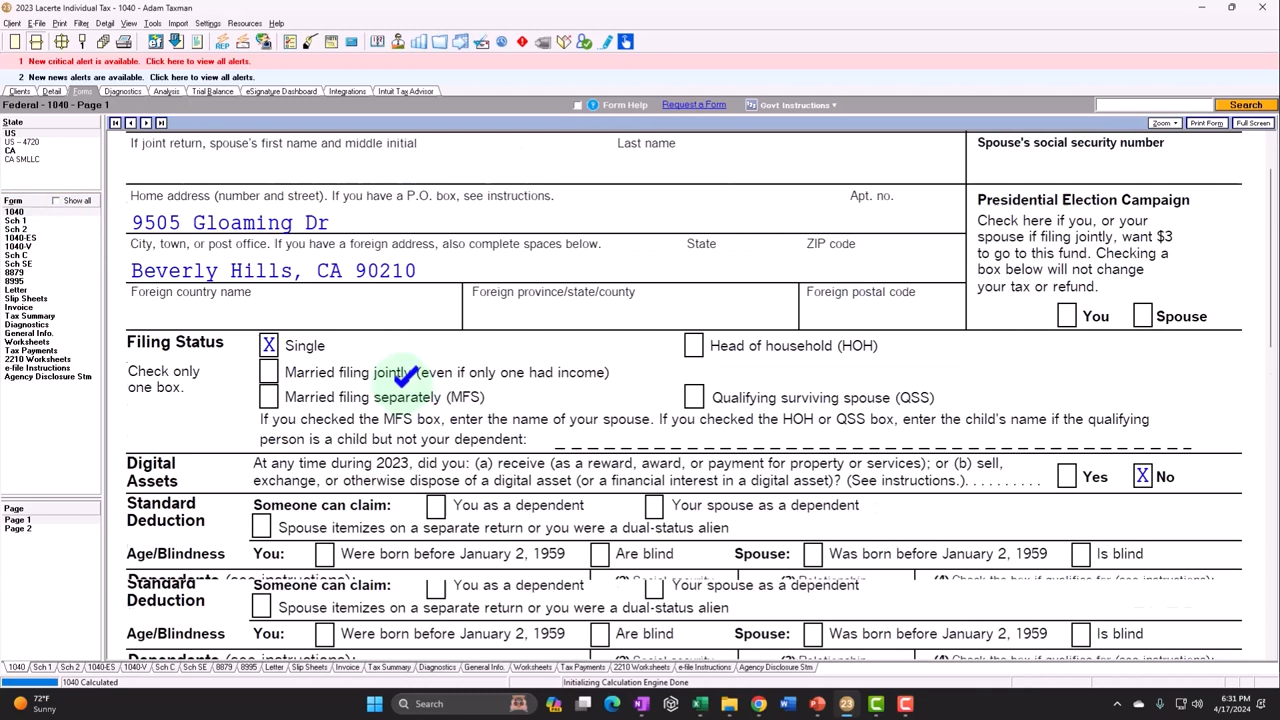 2023 Lacerte Individual Tax - 1040 - Adam Taxman
Client E-File Print Filter Detail View Tools Import Settings Resources Help
1 New critical alert is available. Click here to view all alerts.
2 New news alerts are available. Click here to view all alerts.
Clients Detail Forms Diagnostics Analysis Trial Balance eSignature Dashboard Integrations Intuit Tax Advisor
Federal - 1040 - Page 1
Form Help Request a Form Govt Instructions Search
Zoom Print Form Full Screen
State
US
US - 4720
CA
CA SMLLC
Form Show all
1040
Sch 1
Sch 2
1040-ES
1040-V
Sch C
Sch SE
8879
8995
Letter
Slip Sheets
Invoice
Tax Summary
Diagnostics
General Info.
Worksheets
Tax Payments
2210 Worksheets
e-file Instructions
Agency Disclosure Stm
Page
Page 1
Page 2
If joint return, spouse's first name and middle initial Last name Spouse's social security number
Home address (number and street). If you have a P.O. box, see instructions. Apt. no.
9505 Gloaming Dr
City, town, or post office. If you have a foreign address, also complete spaces below. State ZIP code
Beverly Hills, CA 90210
Foreign country name Foreign province/state/county Foreign postal code
Presidential Election Campaign
Check here if you, or your
spouse if filing jointly, want $3
to go to this fund. Checking a
box below will not change
your tax or refund.
You Spouse
Filing Status
Check only
one box.
X Single Head of household (HOH)
Married filing jointly (even if only one had income)
Married filing separately (MFS) Qualifying surviving spouse (QSS)
If you checked the MFS box, enter the name of your spouse. If you checked the HOH or QSS box, enter the child's name if the qualifying
person is a child but not your dependent:
Digital
Assets
At any time during 2023, did you: (a) receive (as a reward, award, or payment for property or services); or (b) sell,
exchange, or otherwise dispose of a digital asset (or a financial interest in a digital asset)? (See instructions.). . . . . . . . . . Yes X No
Standard
Deduction
Someone can claim: You as a dependent Your spouse as a dependent
Spouse itemizes on a separate return or you were a dual-status alien
Age/Blindness You: Were born before January 2, 1959 Are blind Spouse: Was born before January 2, 1959 Is blind
Dependents (see instructions): (2) Social security (3) Relationship (4) Check the box if qualifies for (see instructions):
Standard
Deduction
Someone can claim: You as a dependent Your spouse as a dependent
Spouse itemizes on a separate return or you were a dual-status alien
Age/Blindness You: Were born before January 2, 1959 Are blind Spouse: Was born before January 2, 1959 Is blind
1040 Sch 1 Sch 2 1040-ES 1040-V Sch C Sch SE 8879 8995 Letter Slip Sheets Invoice Tax Summary Diagnostics General Info. Worksheets Tax Payments 2210 Worksheets e-file Instructions Agency Disclosure Stm
1040 Calculated Initializing Calculation Engine Done
72°F
Sunny
Search
23
6:31 PM
4/17/2024